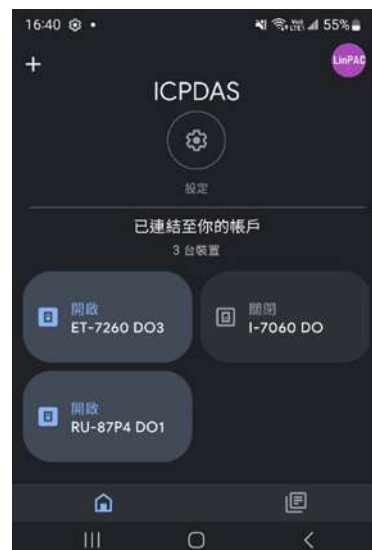 16:40 55%
+ LinPAC
ICPDAS
設定
已連結至你的帳戶
3 台裝置
開啟
ET-7260 DO3
關閉
I-7060 DO
開啟
RU-87P4 DO1